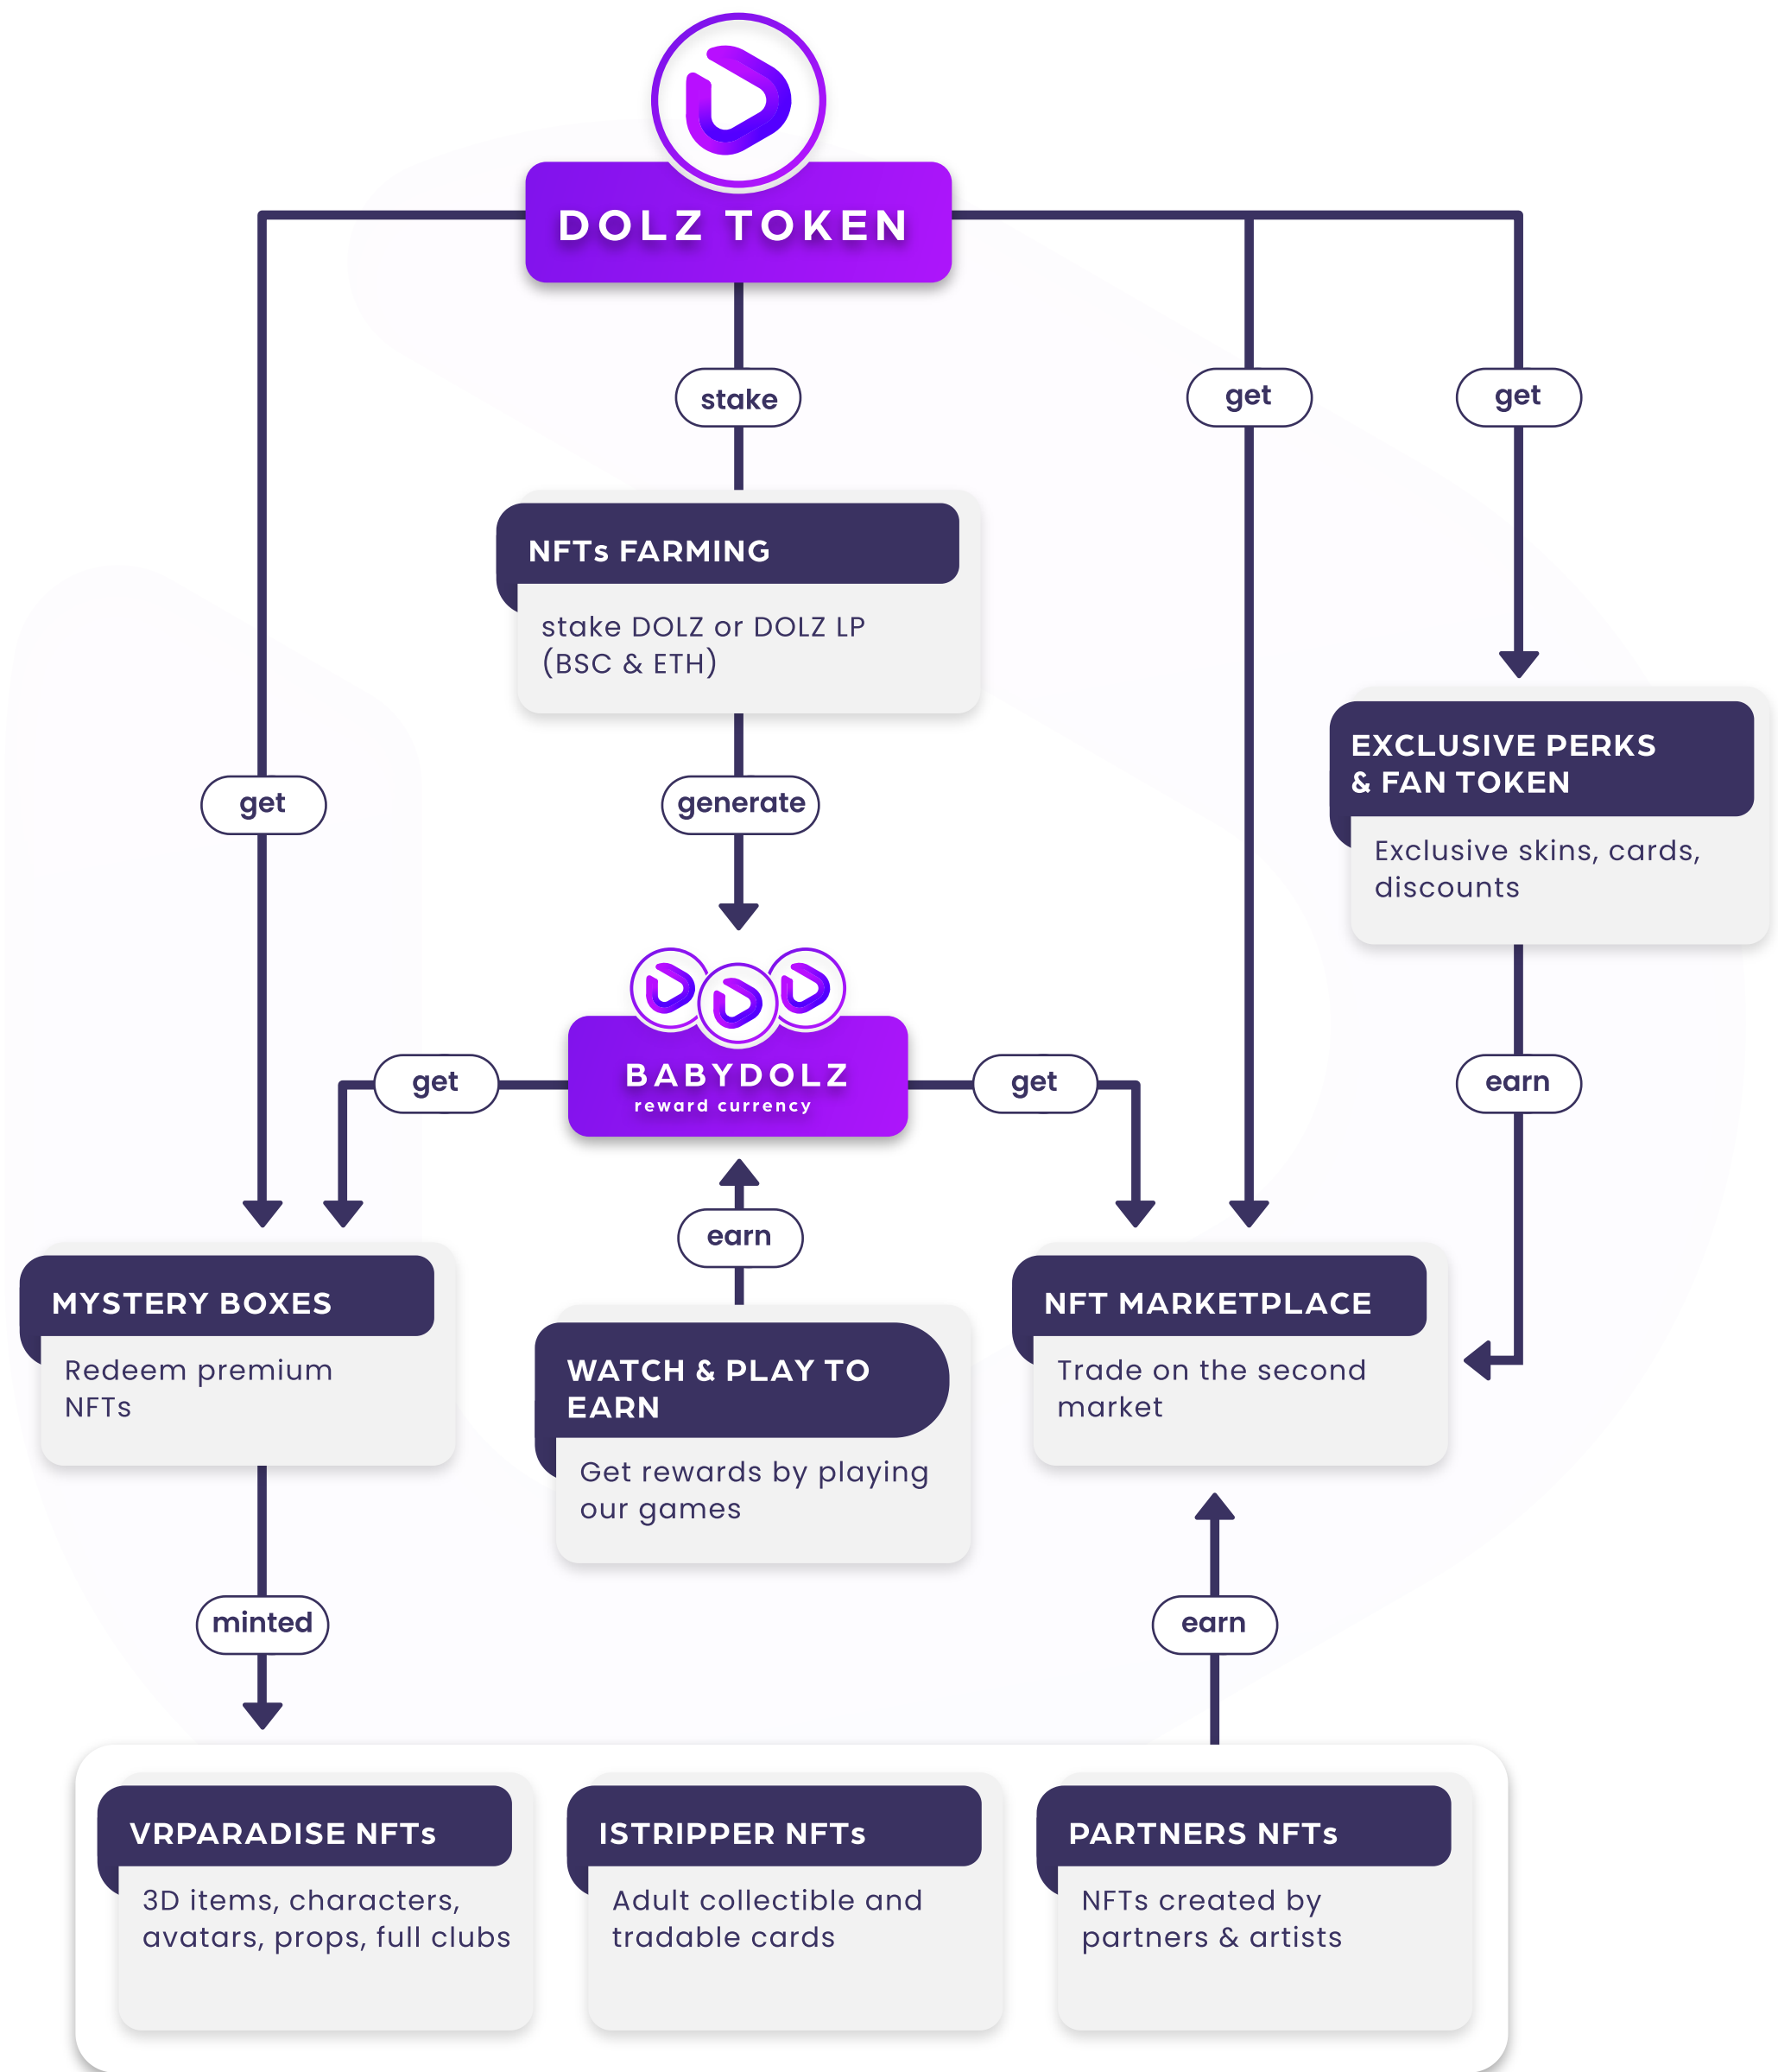 DOLZ TOKEN
stake
get
get
NFTs FARMING
stake DOLZ or DOLZ LP
(BSC & ETH)
EXCLUSIVE PERKS
& FAN TOKEN
Exclusive skins, cards,
discounts
get
generate
BABYDOLZ
reward currency
get
get
earn
earn
MYSTERY BOXES
Redeem premium
NFTs
WATCH & PLAY TO
EARN
Get rewards by playing
our games
NFT MARKETPLACE
Trade on the second
market
minted
earn
VRPARADISE NFTs
3D items, characters,
avatars, props, full clubs
ISTRIPPER NFTs
Adult collectible and
tradable cards
PARTNERS NFTs
NFTs created by
partners & artists